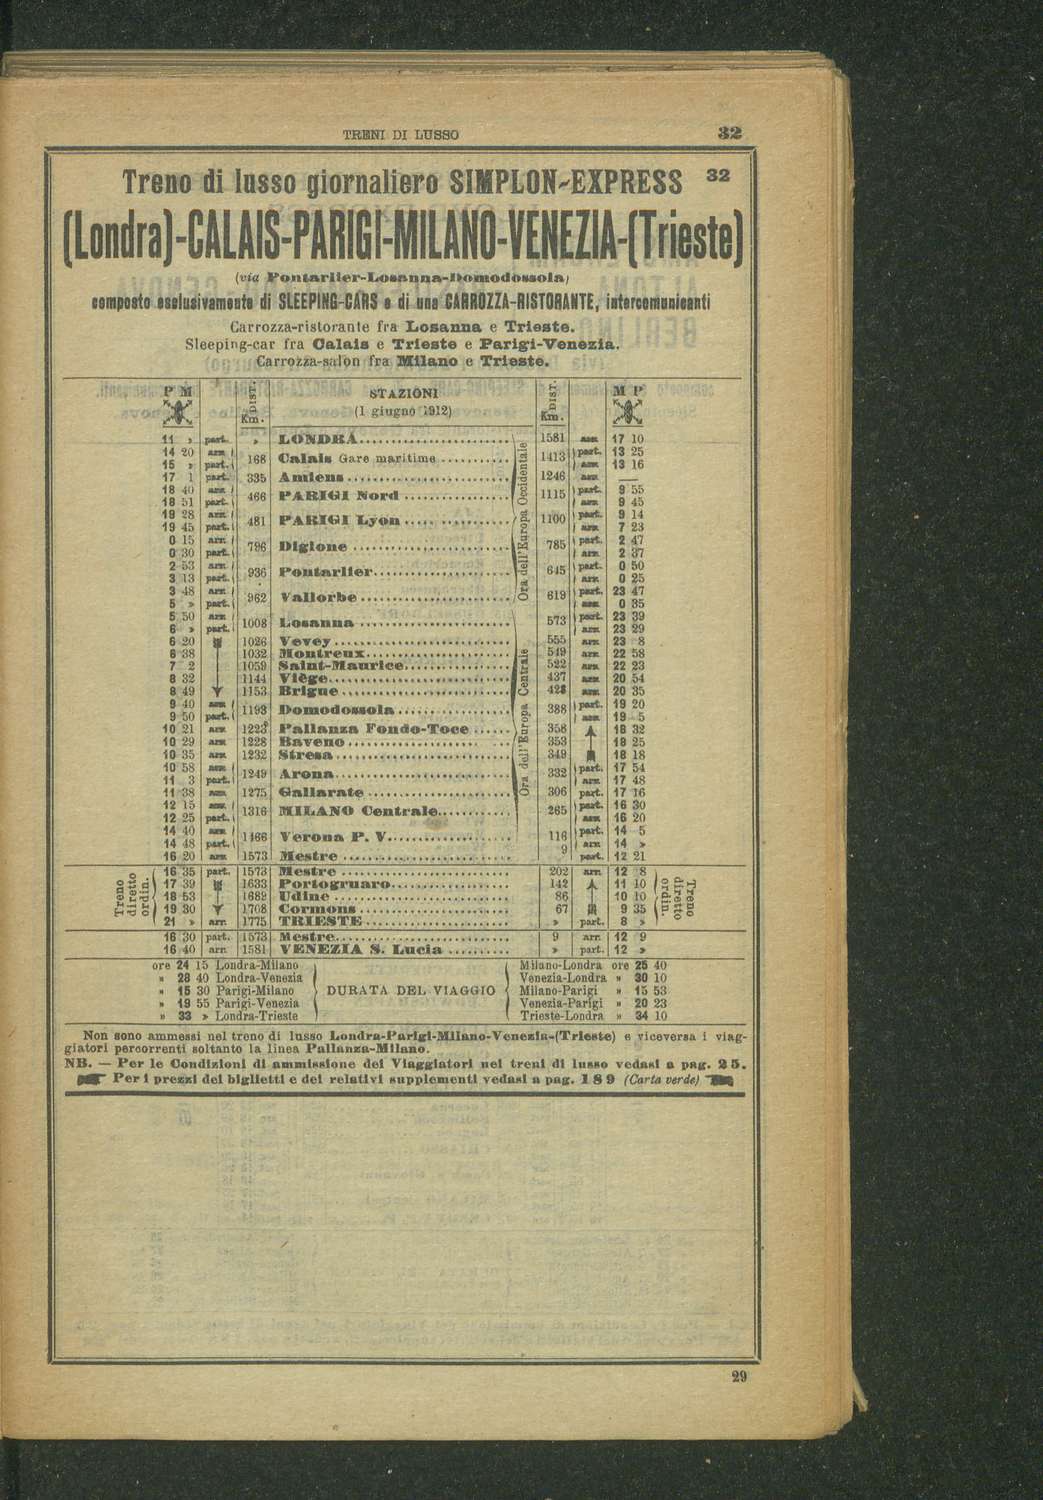 TRENI DI LUSSO 32
Treno di lusso giornaliero SIMPLON-EXPRESS 32
(Londra)-CALAIS-PARIGI-MILANO-VENEZIA-(Trieste)
(via Pontarlier-Losanna-Domodossola)
composto esclusivamente di SLEEPING-CARS e di una CARROZZA-RISTORANTE, intercomunicanti
Carrozza-ristorante fra Losanna e Trieste.
Sleeping-car fra Calais e Trieste e Parigi-Venezia.
Carrozza-salon fra Milano e Trieste.
P M DIST. Km. STAZIONI (1 giugno 1912) DIST. Km. M P
11 » part. » LONDRA 1581 arr. 17 10
14 20 arr. 168 Calais Gare maritime 1413 part. 13 25
15 » part. arr. 13 16
17 1 part. 335 Amiens 1246 arr. —
18 40 arr. 466 PARIGI Nord 1115 part. 9 55
18 51 part. arr. 9 45
19 28 arr. 481 PARIGI Lyon 1100 part. 9 14
19 45 part. arr. 7 23
0 15 arr. 796 Digione 785 part. 2 47
0 30 part. arr. 2 37
2 53 arr. 936 Pontarlier 645 part. 0 50
3 13 part. arr. 0 25
3 48 arr. 962 Vallorbe 619 part. 23 47
5 » part. arr. 0 35
5 50 arr. 1008 Losanna 573 part. 23 39
6 » part. arr. 23 29
6 20 1026 Vevey 555 arr. 23 8
6 38 1032 Montreux 549 arr. 22 58
7 2 1059 Saint-Maurice 522 arr. 22 23
8 32 1144 Viège 437 arr. 20 54
8 49 1153 Brigue 428 arr. 20 35
9 40 arr. 1193 Domodossola 388 part. 19 20
9 50 part. arr. 19 5
10 21 arr. 1223 Pallanza Fondo-Toce 358 18 32
10 29 arr. 1228 Baveno 353 18 25
10 35 arr. 1232 Stresa 349 18 18
10 58 arr. 1249 Arona 332 part. 17 54
11 3 part. arr. 17 48
11 38 arr. 1275 Gallarate 306 part. 17 16
12 15 arr. 1316 MILANO Centrale 265 part. 16 30
12 25 part. arr. 16 20
14 40 arr. 1466 Verona P. V. 116 part. 14 5
14 48 part. arr. 14 »
16 20 arr. 1573 Mestre 9 part. 12 21
Ora dell'Europa Occidentale
Ora dell'Europa Centrale
Treno diretto ordin.
16 35 part. 1573 Mestre 202 arr. 12 8
17 39 1633 Portogruaro 142 11 10
18 53 1689 Udine 86 10 10
19 30 1708 Cormons 67 9 35
21 » arr. 1775 TRIESTE » part. 8 »
Treno diretto ordin.
16 30 part. 1573 Mestre 9 arr. 12 9
16 40 arr. 1581 VENEZIA S. Lucia » part. 12 »
ore 24 15 Londra-Milano Milano-Londra ore 25 40
» 28 40 Londra-Venezia Venezia-Londra » 30 10
» 15 30 Parigi-Milano DURATA DEL VIAGGIO Milano-Parigi » 15 53
» 19 55 Parigi-Venezia Venezia-Parigi » 20 23
» 33 » Londra-Trieste Trieste-Londra » 34 10
Non sono ammessi nel treno di lusso Londra-Parigi-Milano-Venezia-(Trieste) e viceversa i viag-
giatori percorrenti soltanto la linea Pallanza-Milano.
NB. — Per le Condizioni di ammissione dei Viaggiatori nei treni di lusso vedasi a pag. 25.
Per i prezzi dei biglietti e dei relativi supplementi vedasi a pag. 189 (Carta verde)
29